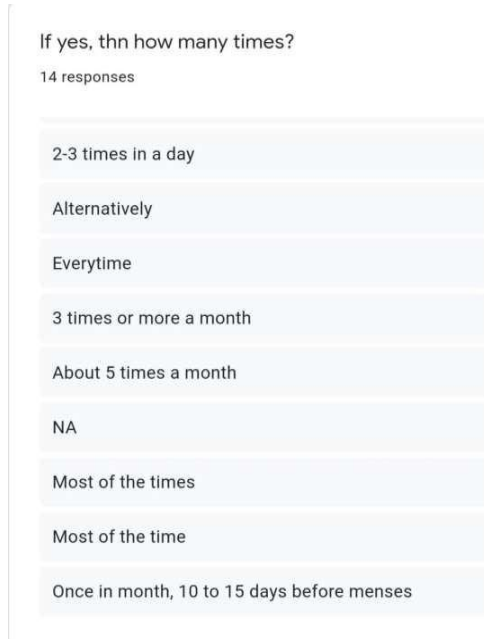 If yes, thn how many times?
14 responses
2-3 times in a day
Alternatively
Everytime
3 times or more a month
About 5 times a month
NA
Most of the times
Most of the time
Once in month, 10 to 15 days before menses